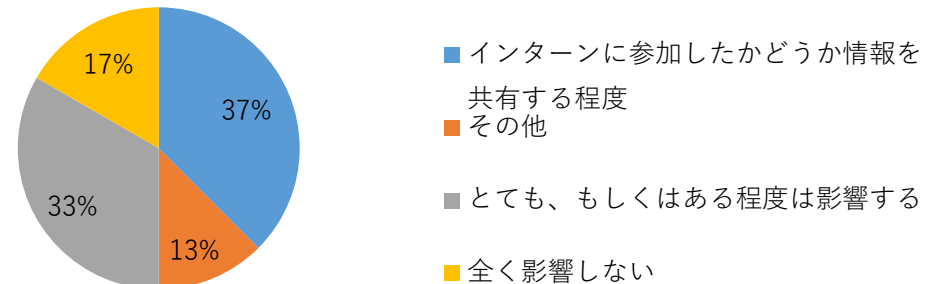 17%
37%
33%
13%
インターンに参加したかどうか情報を
共有する程度
その他
とても、もしくはある程度は影響する
全く影響しない